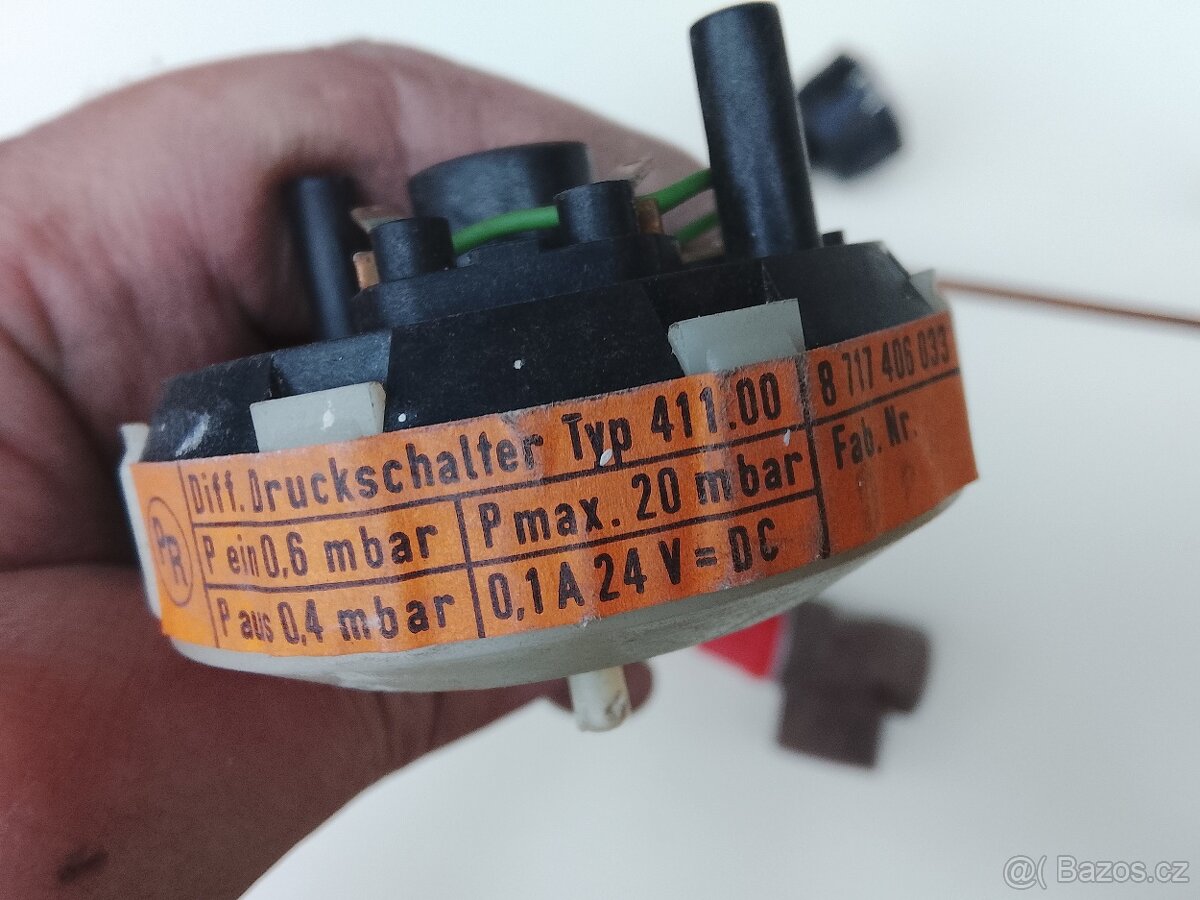 Diff. Druckschalter Typ 411.00
8 717 406 033
PR
P ein 0,6 mbar
P max. 20 mbar
Fab. Nr.
P aus 0,4 mbar
0,1 A 24 V = DC
@( Bazos.cz